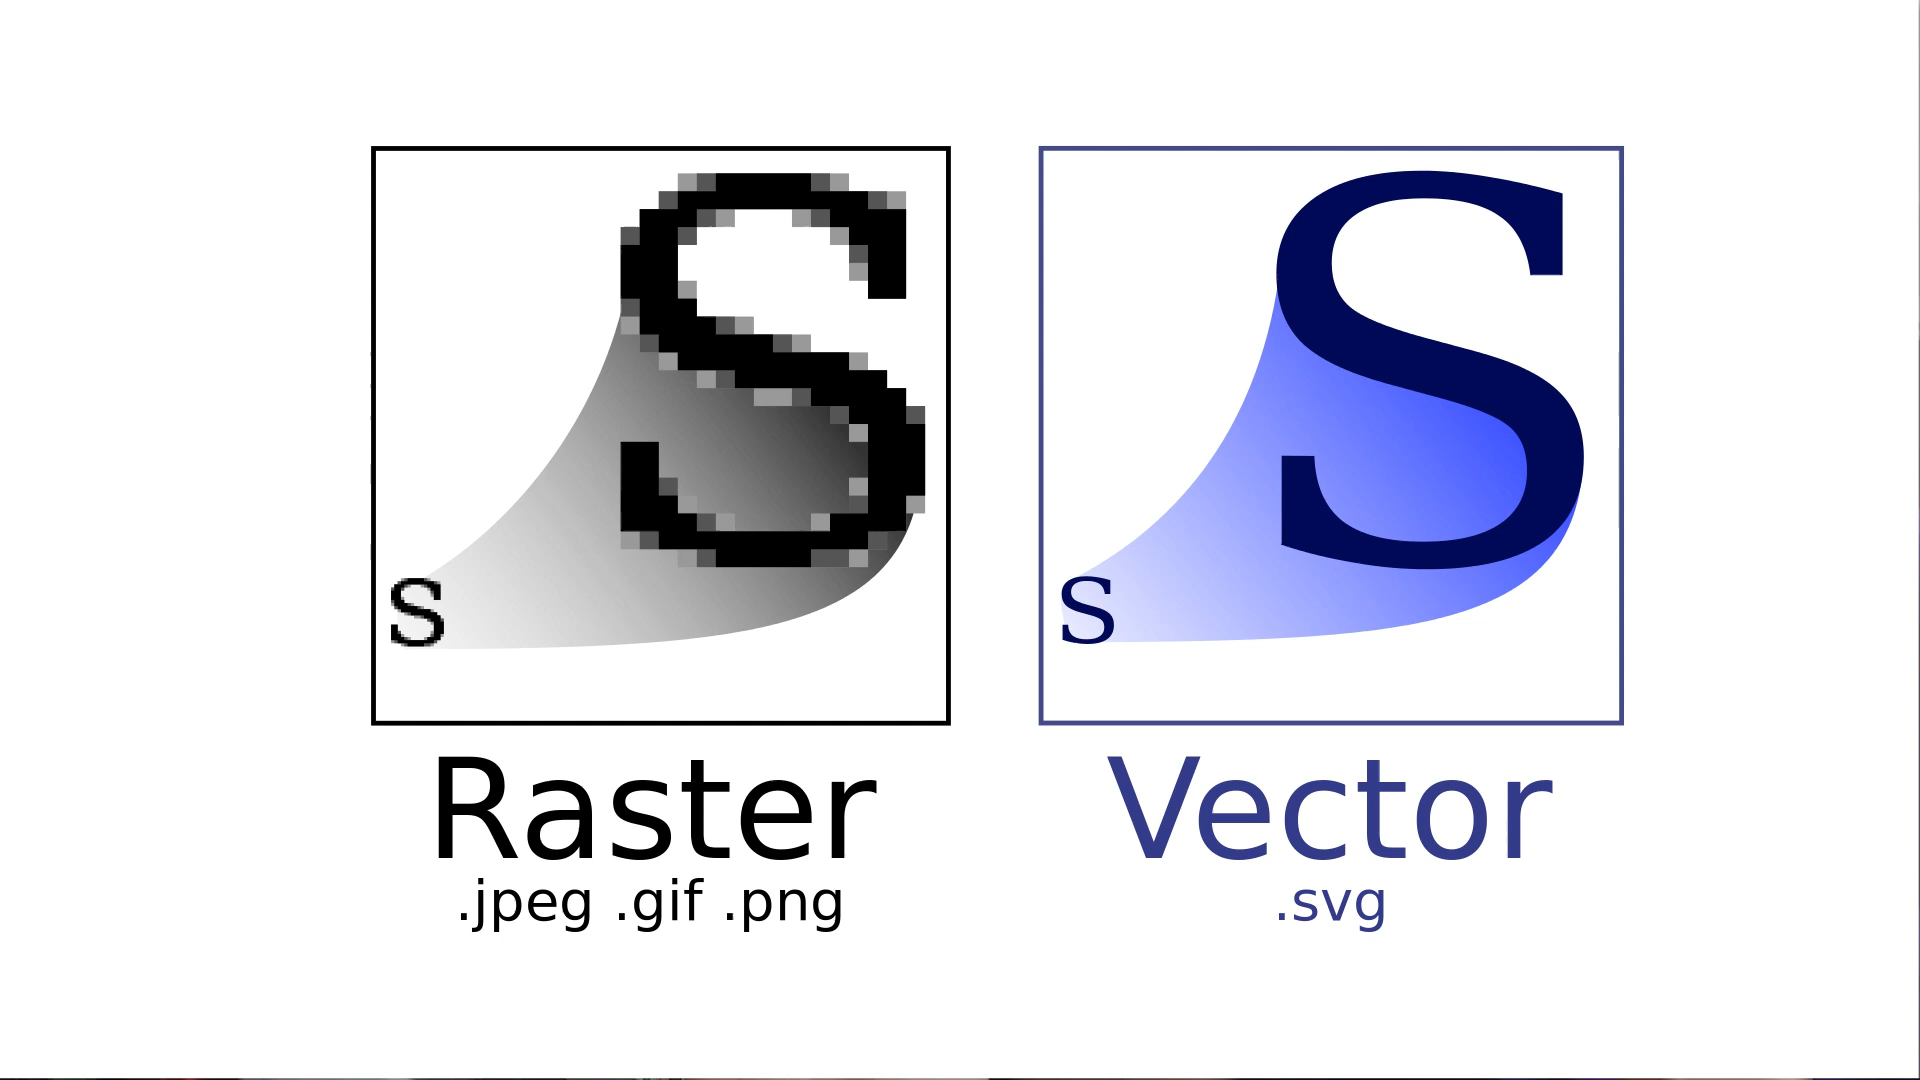 S
S
S
S
Raster
Vector
.jpeg .gif .png
.svg